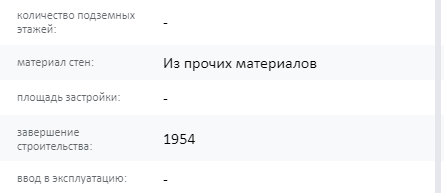 количество подземных
этажей: -
материал стен: Из прочих материалов
площадь застройки: -
завершение
строительства: 1954
ввод в эксплуатацию: -